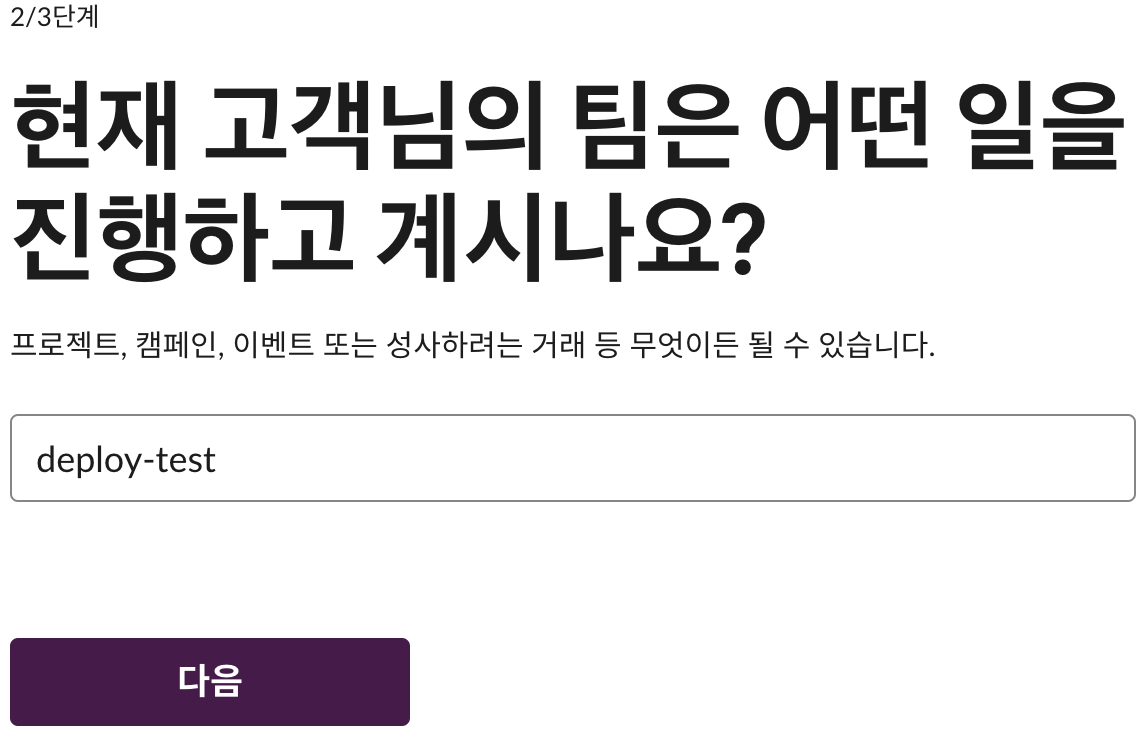 2/3단계
현재 고객님의 팀은 어떤 일을
진행하고 계시나요?
프로젝트, 캠페인, 이벤트 또는 성사하려는 거래 등 무엇이든 될 수 있습니다.
deploy-test
다음